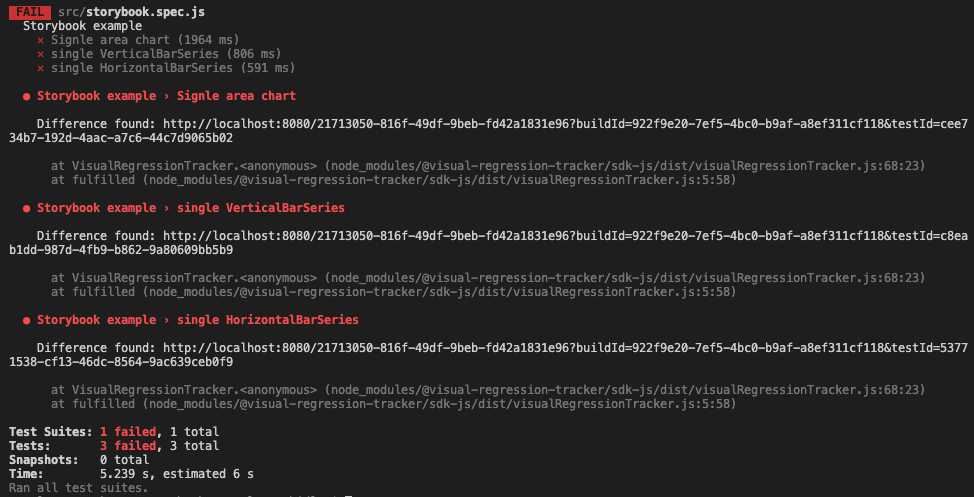 FAIL src/storybook.spec.js
Storybook example
× Signle area chart (1964 ms)
× single VerticalBarSeries (806 ms)
× single HorizontalBarSeries (591 ms)
● Storybook example › Signle area chart
Difference found: http://localhost:8080/21713050-816f-49df-9beb-fd42a1831e96?buildId=922f9e20-7ef5-4bc0-b9af-a8ef311cf118&testId=cee7
34b7-192d-4aac-a7c6-44c7d9065b02
at VisualRegressionTracker.<anonymous> (node_modules/@visual-regression-tracker/sdk-js/dist/visualRegressionTracker.js:68:23)
at fulfilled (node_modules/@visual-regression-tracker/sdk-js/dist/visualRegressionTracker.js:5:58)
● Storybook example › single VerticalBarSeries
Difference found: http://localhost:8080/21713050-816f-49df-9beb-fd42a1831e96?buildId=922f9e20-7ef5-4bc0-b9af-a8ef311cf118&testId=c8ea
b1dd-987d-4fb9-b862-9a80609bb5b9
at VisualRegressionTracker.<anonymous> (node_modules/@visual-regression-tracker/sdk-js/dist/visualRegressionTracker.js:68:23)
at fulfilled (node_modules/@visual-regression-tracker/sdk-js/dist/visualRegressionTracker.js:5:58)
● Storybook example › single HorizontalBarSeries
Difference found: http://localhost:8080/21713050-816f-49df-9beb-fd42a1831e96?buildId=922f9e20-7ef5-4bc0-b9af-a8ef311cf118&testId=5377
1538-cf13-46dc-8564-9ac639ceb0f9
at VisualRegressionTracker.<anonymous> (node_modules/@visual-regression-tracker/sdk-js/dist/visualRegressionTracker.js:68:23)
at fulfilled (node_modules/@visual-regression-tracker/sdk-js/dist/visualRegressionTracker.js:5:58)
Test Suites: 1 failed, 1 total
Tests: 3 failed, 3 total
Snapshots: 0 total
Time: 5.239 s, estimated 6 s
Ran all test suites.